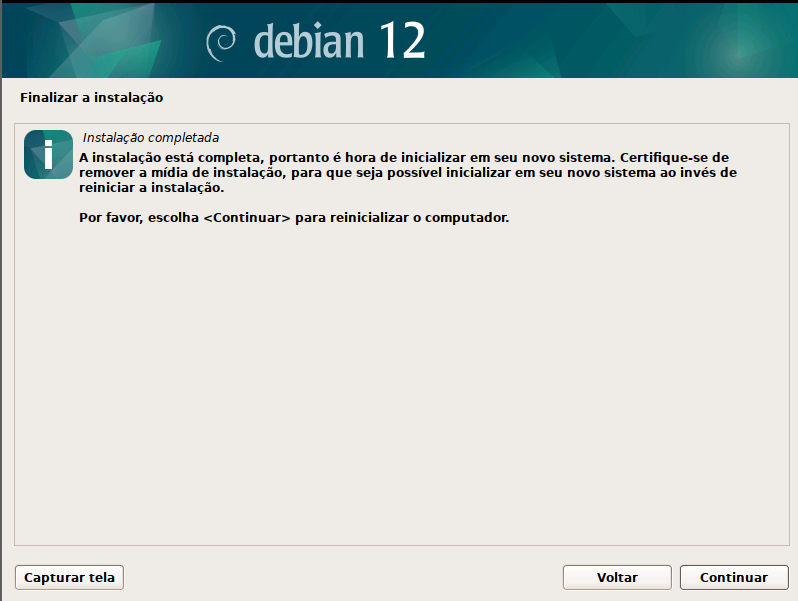 debian 12
Finalizar a instalação
i
Instalação completada
A instalação está completa, portanto é hora de inicializar em seu novo sistema. Certifique-se de
remover a mídia de instalação, para que seja possível inicializar em seu novo sistema ao invés de
reiniciar a instalação.
Por favor, escolha <Continuar> para reinicializar o computador.
Capturar tela
Voltar
Continuar